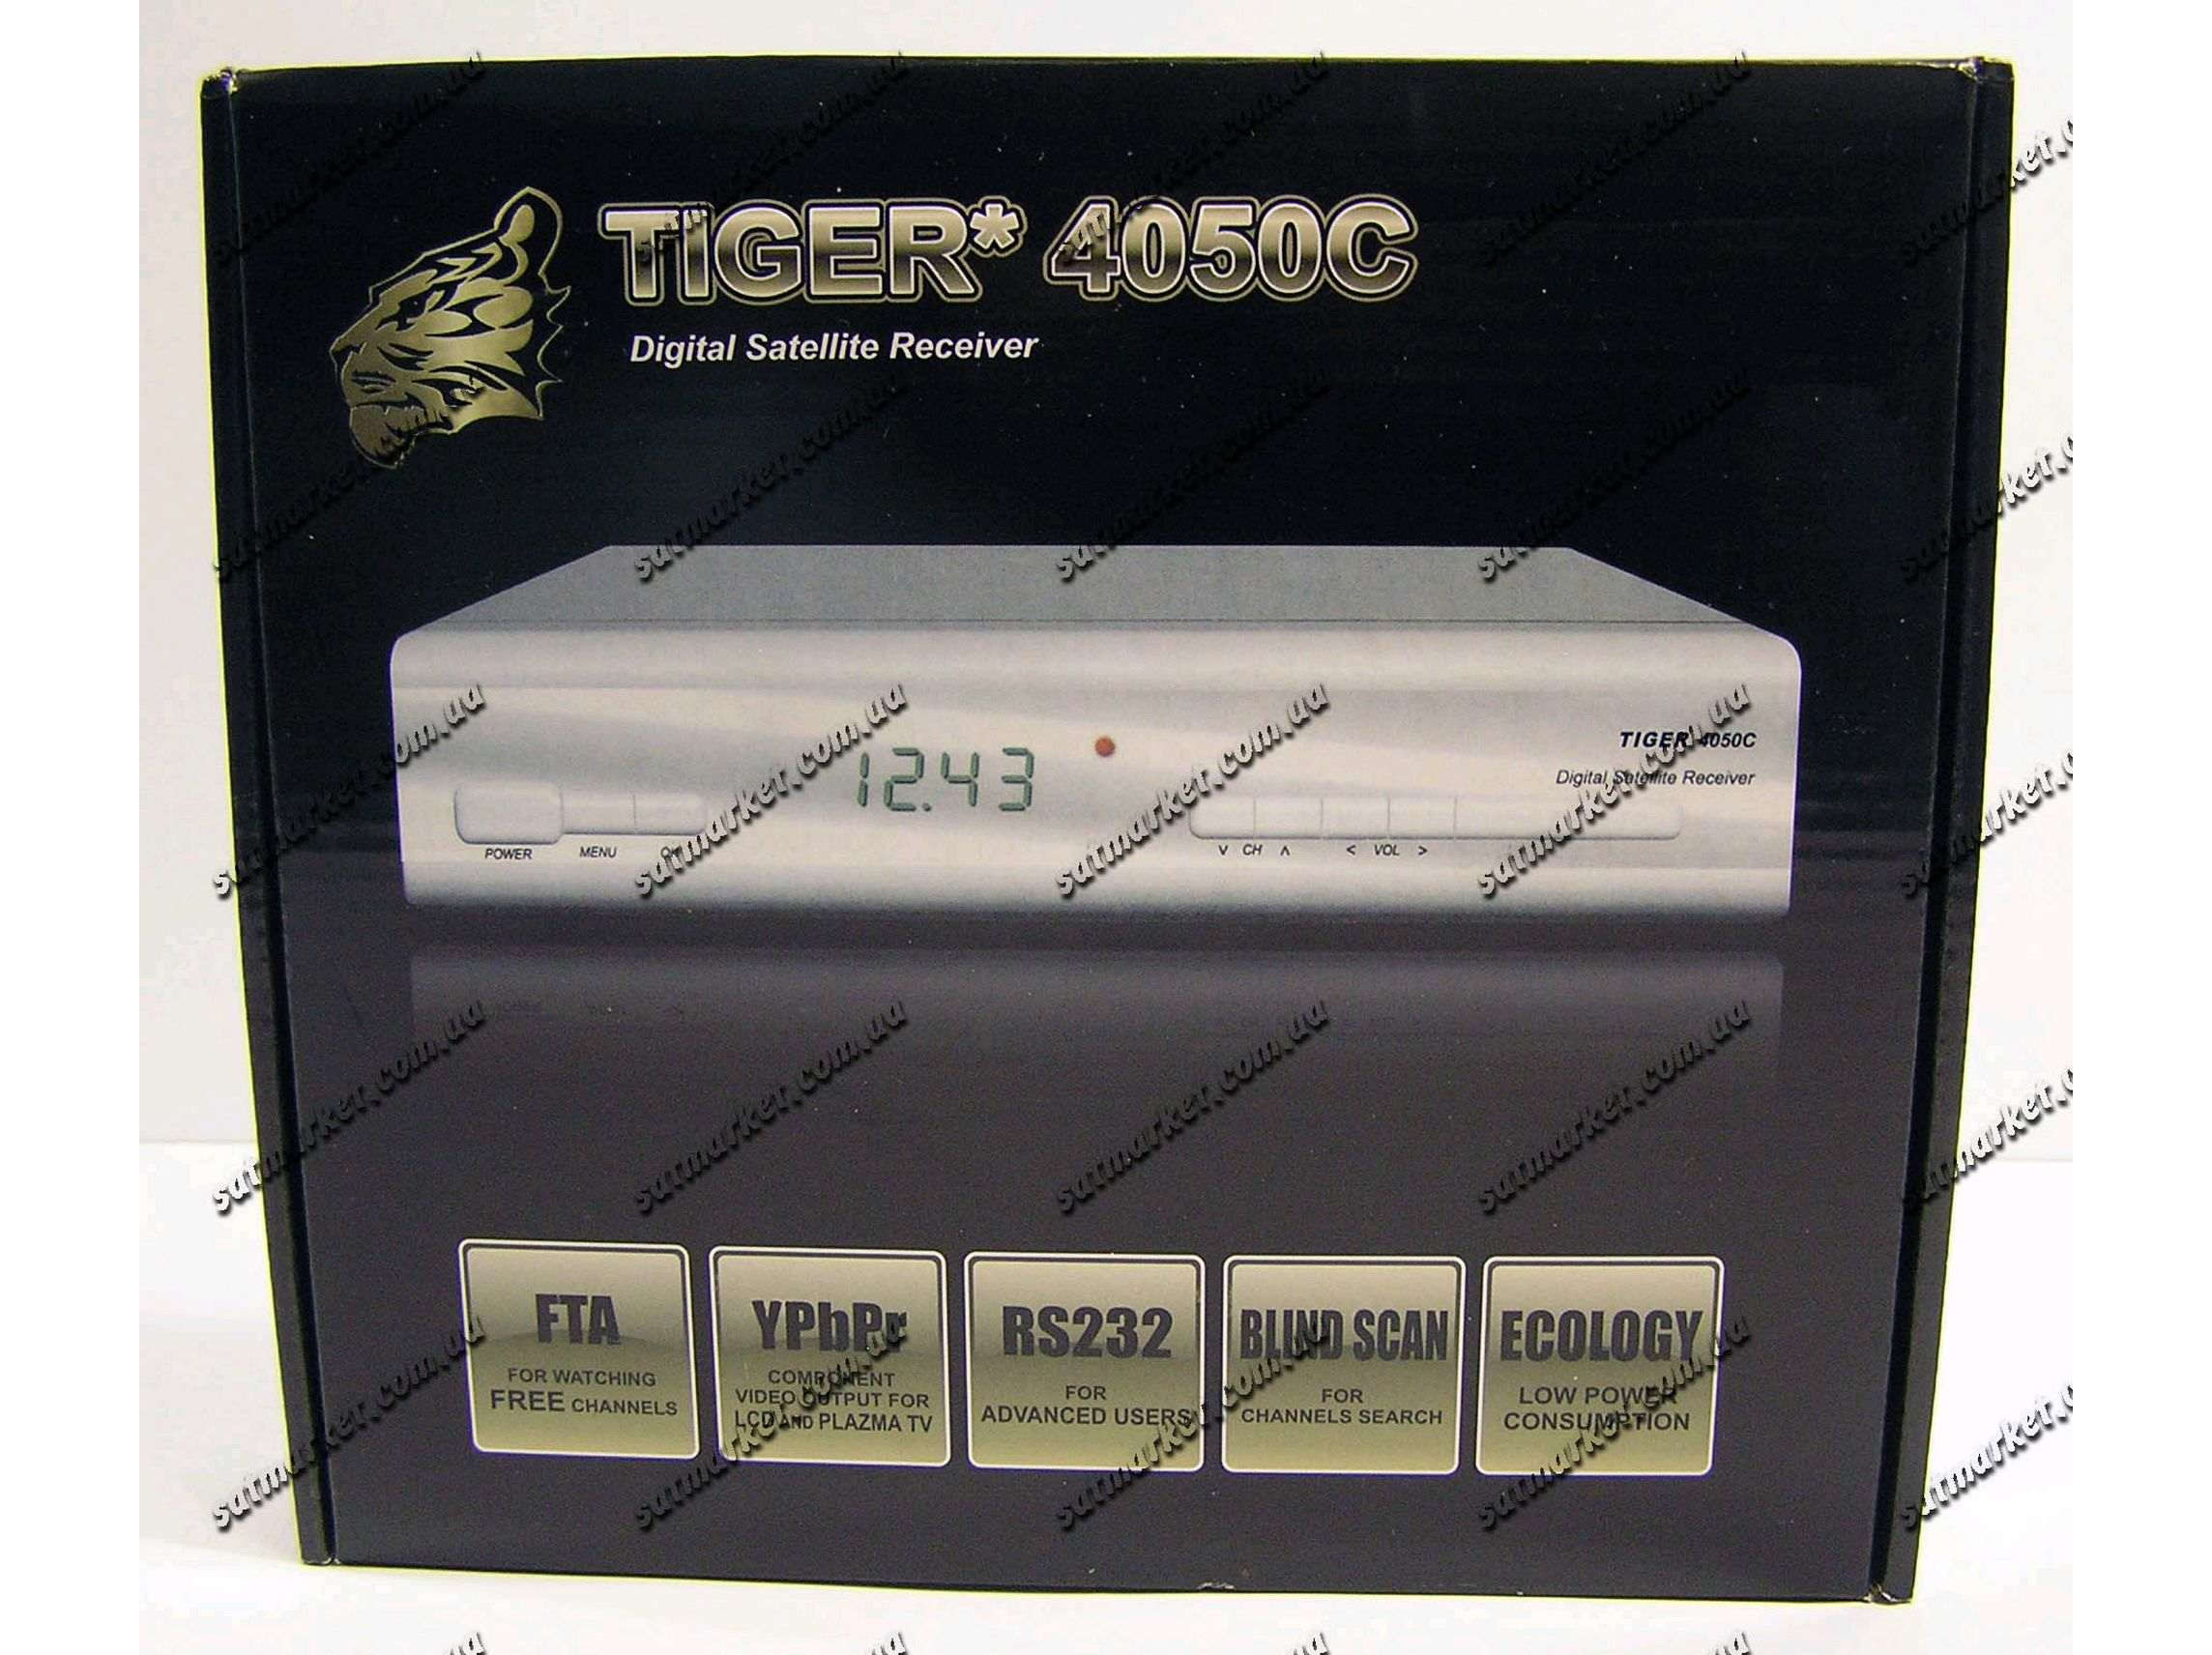 TIGER* 4050C
Digital Satellite Receiver
12.43
TIGER* 4050C
Digital Satellite Receiver
POWER MENU OK
V CH Λ < VOL >
FTA
FOR WATCHING
FREE CHANNELS
YPbPr
COMPONENT
VIDEO OUTPUT FOR
LCD AND PLAZMA TV
RS232
FOR
ADVANCED USERS
BLIND SCAN
FOR
CHANNELS SEARCH
ECOLOGY
LOW POWER
CONSUMPTION
satmarket.com.ua